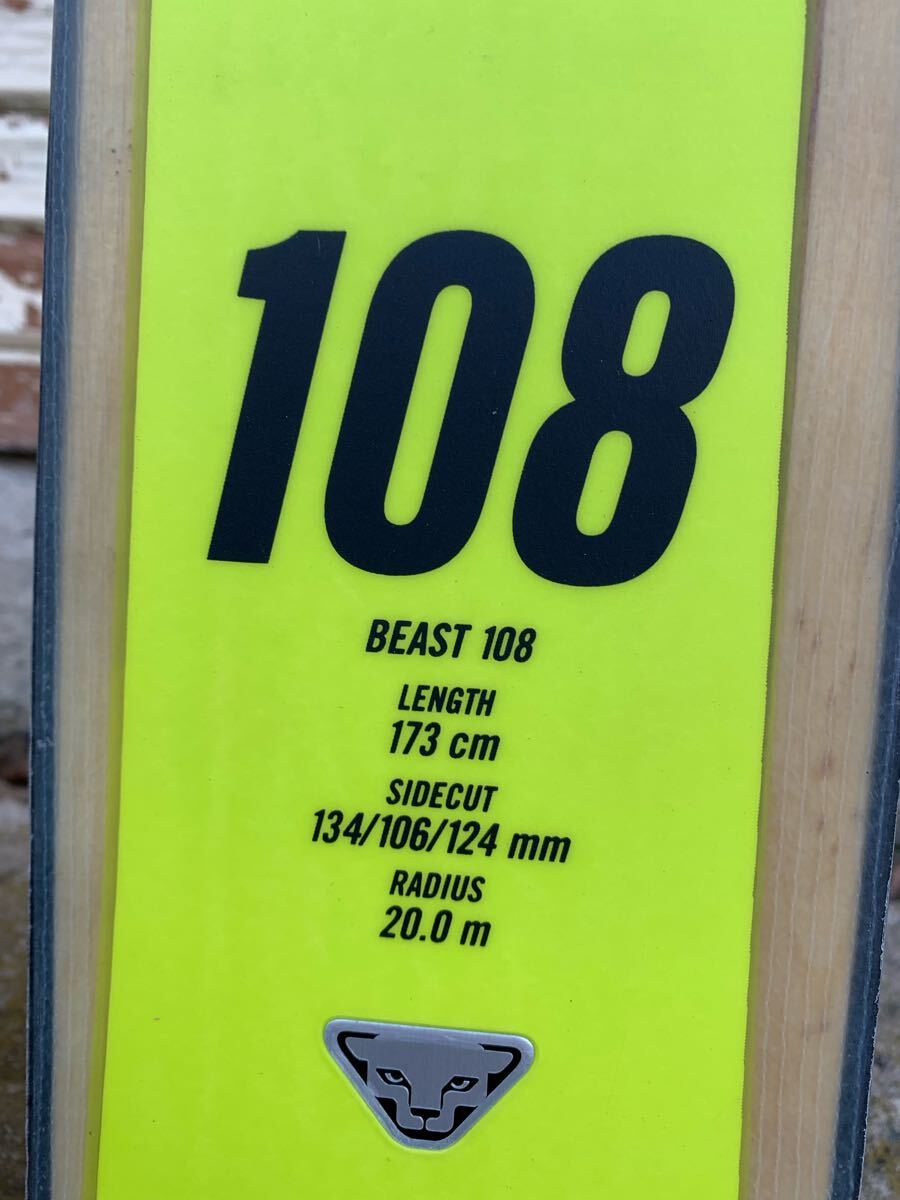 108
BEAST 108
LENGTH
173 cm
SIDECUT
134/106/124 mm
RADIUS
20.0 m